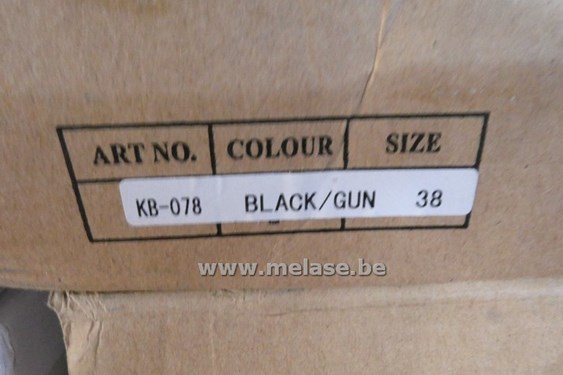 ART NO. COLOUR SIZE
KB-078 BLACK/GUN 38
www.melase.be